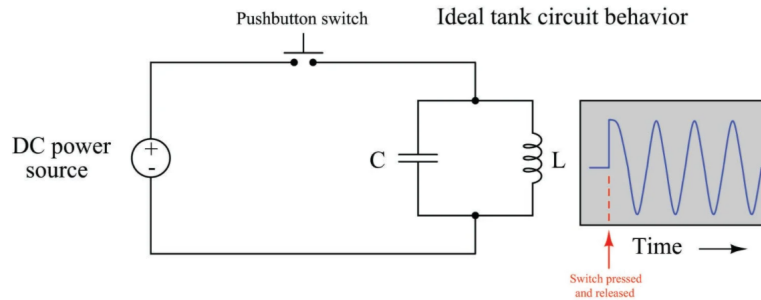 Pushbutton switch
Ideal tank circuit behavior
DC power
source
+
-
C
L
Time
Switch pressed
and released